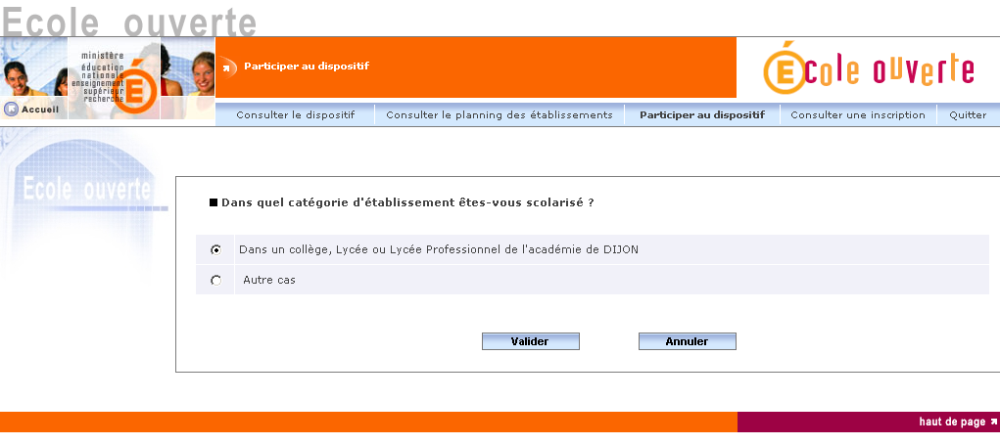 Ecole ouverte
ministère
éducation
nationale
enseignement
supérieur
recherche
É
Accueil
Participer au dispositif
École ouverte
Consulter le dispositif
Consulter le planning des établissements
Participer au dispositif
Consulter une inscription
Quitter
Ecole ouverte
Dans quel catégorie d'établissement êtes-vous scolarisé ?
Dans un collège, Lycée ou Lycée Professionnel de l'académie de DIJON
Autre cas
Valider
Annuler
haut de page